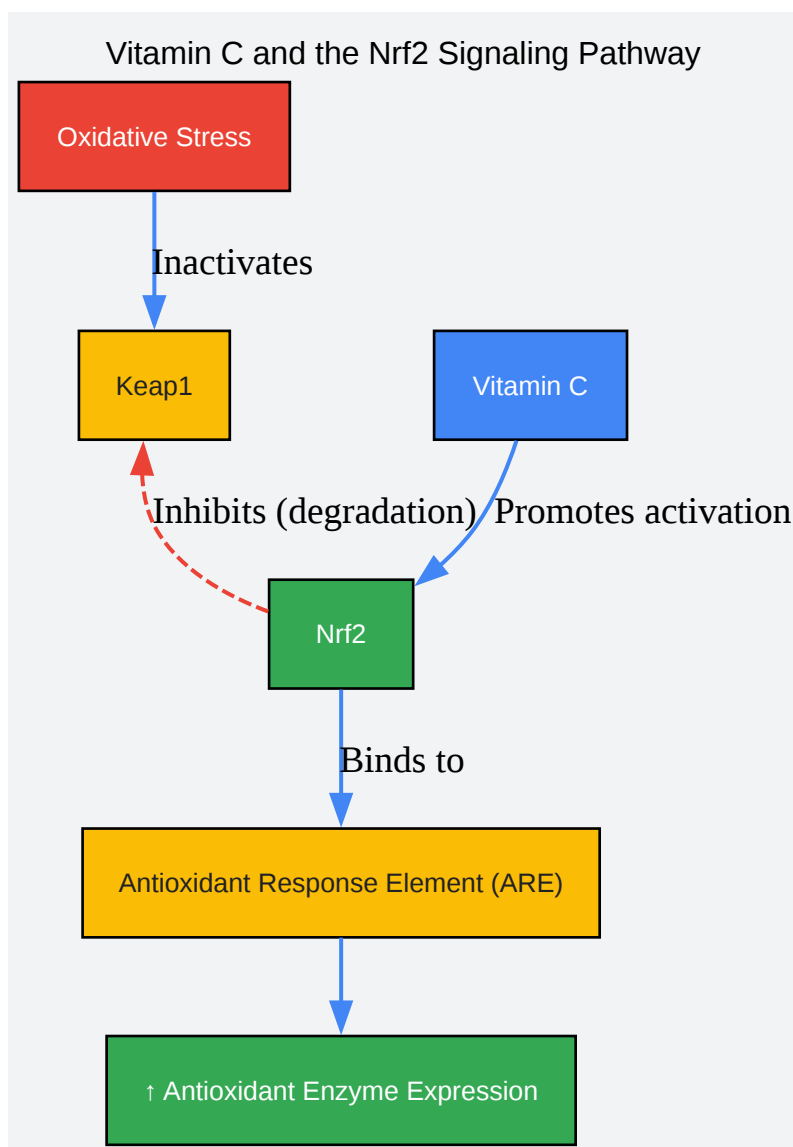 Vitamin C and the Nrf2 Signaling Pathway
Oxidative Stress
Inactivates
Keap1
Vitamin C
Inhibits (degradation)
Promotes activation
Nrf2
Binds to
Antioxidant Response Element (ARE)
↑ Antioxidant Enzyme Expression